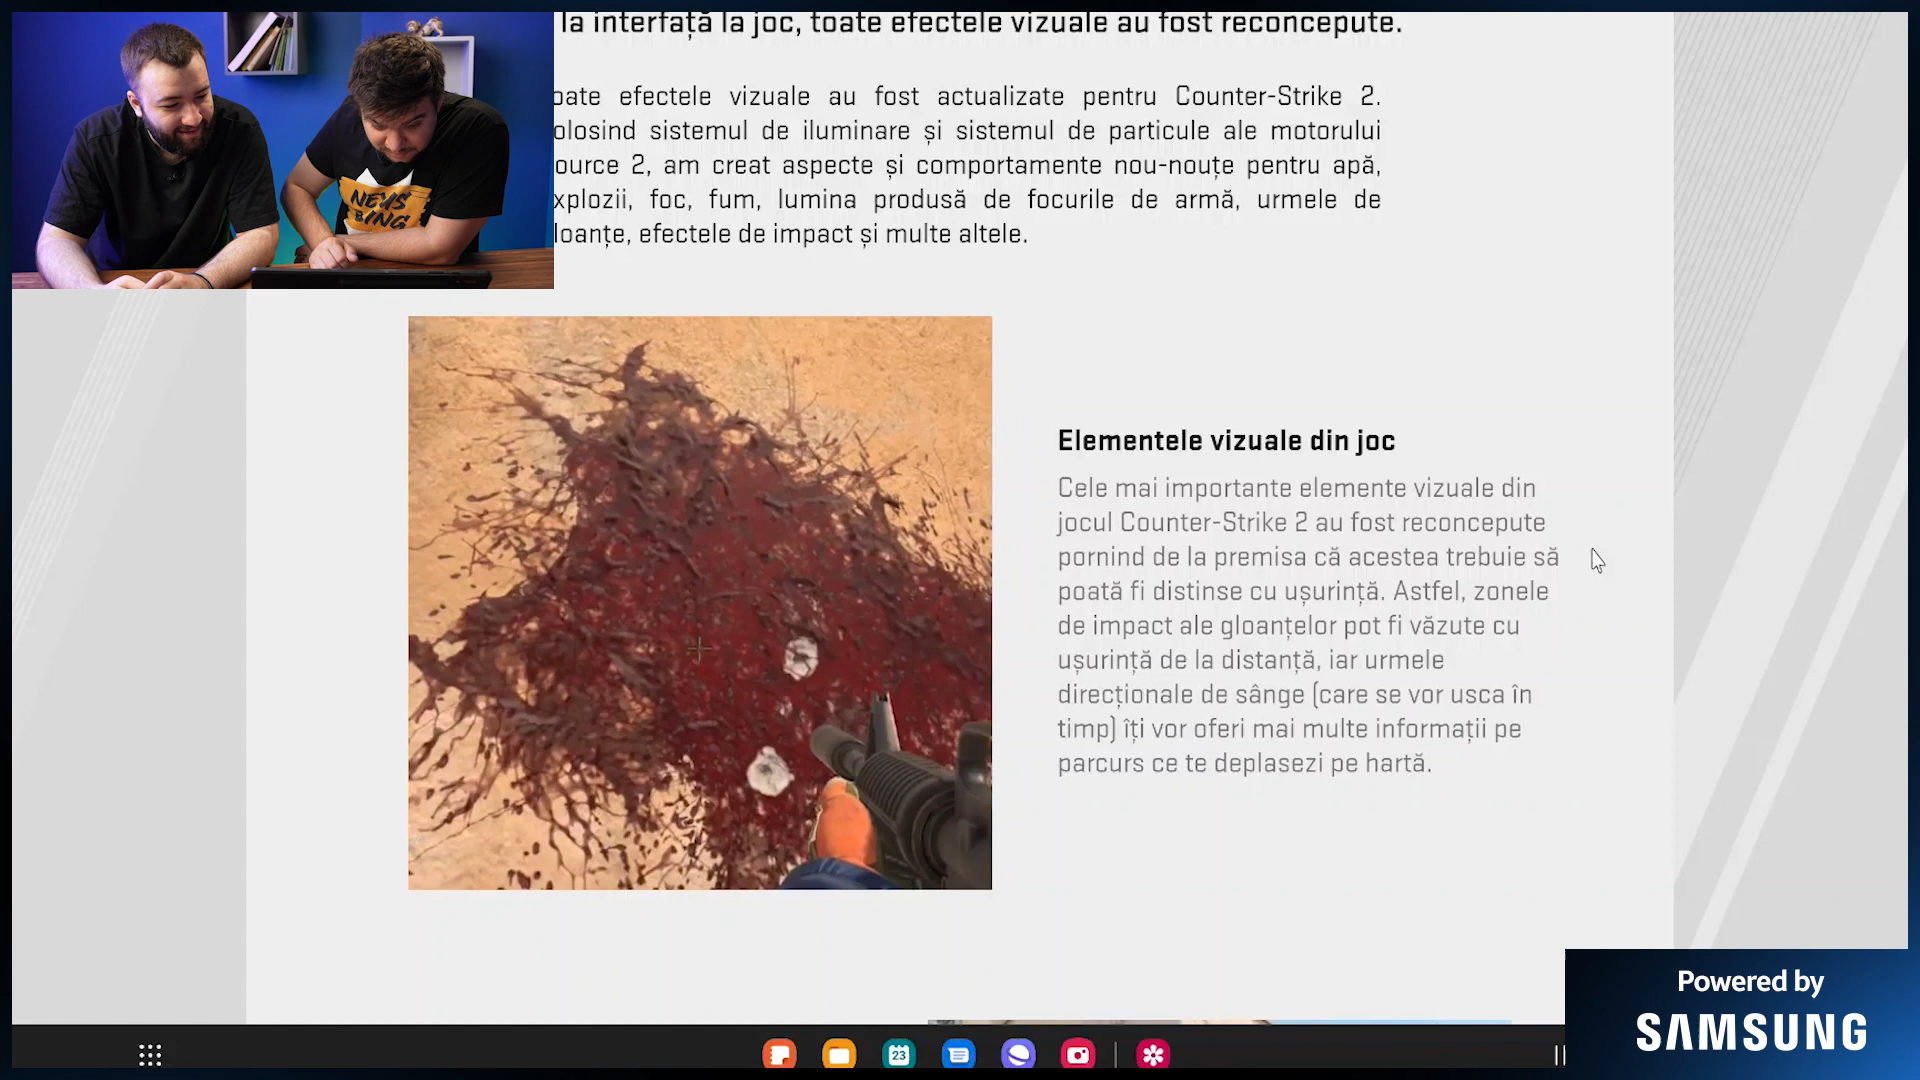 la interfață la joc, toate efectele vizuale au fost reconcepute.
oate efectele vizuale au fost actualizate pentru Counter-Strike 2.
olosind sistemul de iluminare și sistemul de particule ale motorului
ource 2, am creat aspecte și comportamente nou-nouțe pentru apă,
xplozii, foc, fum, lumina produsă de focurile de armă, urmele de
loanțe, efectele de impact și multe altele.
NEWS
BING
Elementele vizuale din joc
Cele mai importante elemente vizuale din
jocul Counter-Strike 2 au fost reconcepute
pornind de la premisa că acestea trebuie să
poată fi distinse cu ușurință. Astfel, zonele
de impact ale gloanțelor pot fi văzute cu
ușurință de la distanță, iar urmele
direcționale de sânge (care se vor usca în
timp) îți vor oferi mai multe informații pe
parcurs ce te deplasezi pe hartă.
23
Powered by
SAMSUNG